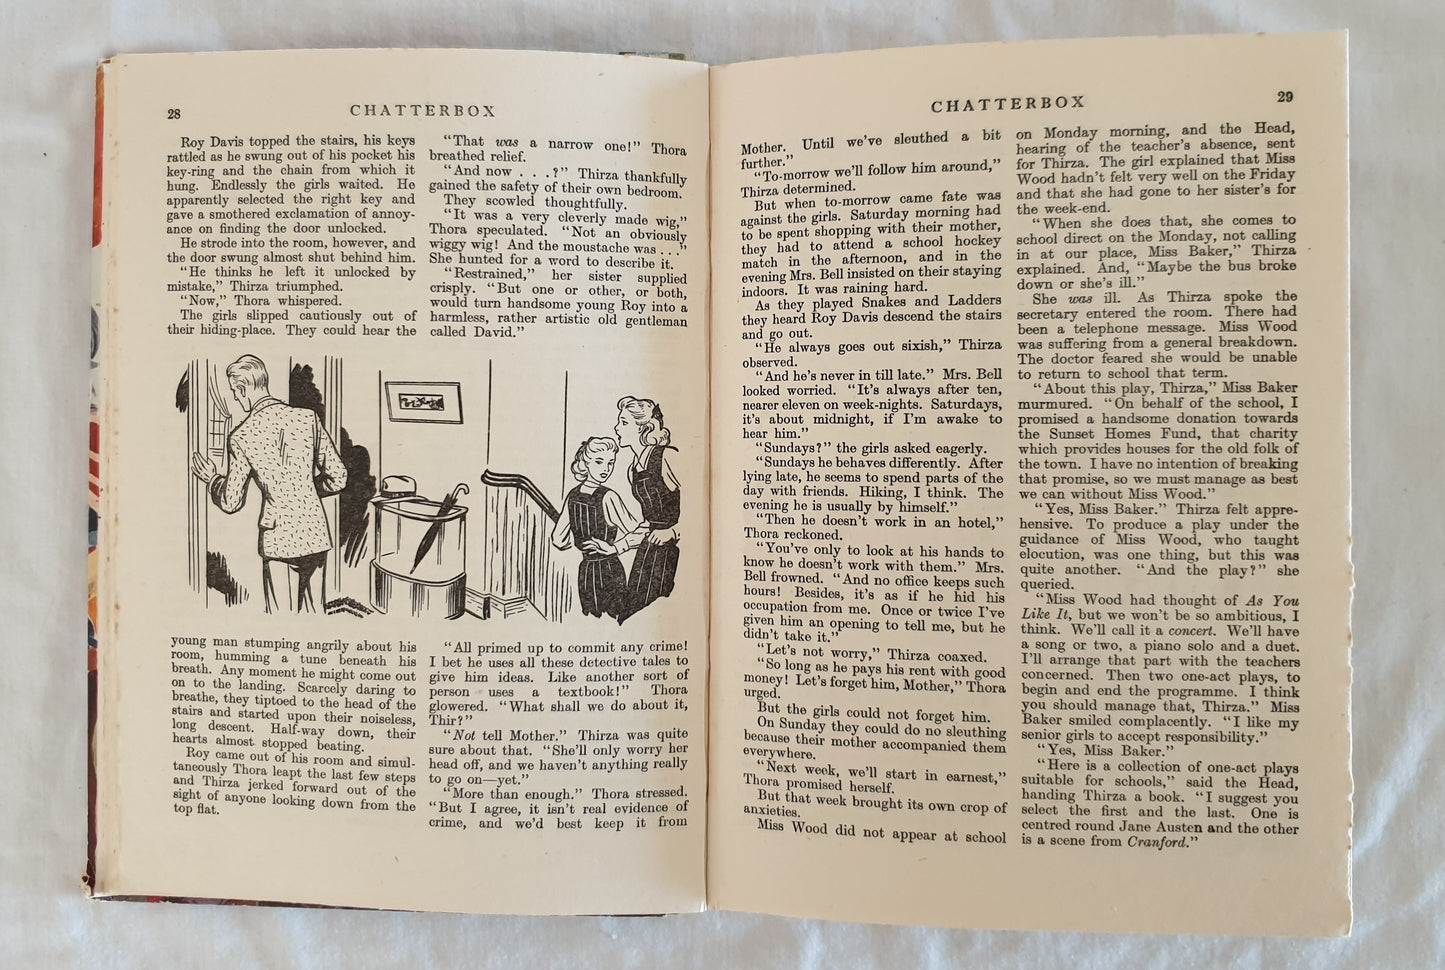 28
CHATTERBOX
Roy Davis topped the stairs, his keys
rattled as he swung out of his pocket his
key-ring and the chain from which it
hung. Endlessly the girls waited. He
apparently selected the right key and
gave a smothered exclamation of annoy-
ance on finding the door unlocked.
He strode into the room, however, and
the door swung almost shut behind him.
"He thinks he left it unlocked by
mistake," Thirza triumphed.
"Now," Thora whispered.
The girls slipped cautiously out of
their hiding-place. They could hear the
young man stumping angrily about his
room, humming a tune beneath his
breath. Any moment he might come out
on to the landing. Scarcely daring to
breathe, they tiptoed to the head of the
stairs and started upon their noiseless,
long descent. Half-way down, their
hearts almost stopped beating.
Roy came out of his room and simul-
taneously Thora leapt the last few steps
and Thirza jerked forward out of the
sight of anyone looking down from the
top flat.
"That was a narrow one!" Thora
breathed relief.
"And now . . .?" Thirza thankfully
gained the safety of their own bedroom.
They scowled thoughtfully.
"It was a very cleverly made wig,"
Thora speculated. "Not an obviously
wiggy wig! And the moustache was . . ."
She hunted for a word to describe it.
"Restrained," her sister supplied
crisply. "But one or other, or both,
would turn handsome young Roy into a
harmless, rather artistic old gentleman
called David."
"All primed up to commit any crime!
I bet he uses all these detective tales to
give him ideas. Like another sort of
person uses a textbook!" Thora
glowered. "What shall we do about it,
Thir?"
"Not tell Mother." Thirza was quite
sure about that. "She'll only worry her
head off, and we haven't anything really
to go on—yet."
"More than enough." Thora stressed.
"But I agree, it isn't real evidence of
crime, and we'd best keep it from
CHATTERBOX
29
Mother. Until we've sleuthed a bit
further."
"To-morrow we'll follow him around,"
Thirza determined.
But when to-morrow came fate was
against the girls. Saturday morning had
to be spent shopping with their mother,
they had to attend a school hockey
match in the afternoon, and in the
evening Mrs. Bell insisted on their staying
indoors. It was raining hard.
As they played Snakes and Ladders
they heard Roy Davis descend the stairs
and go out.
"He always goes out sixish," Thirza
observed.
"And he's never in till late." Mrs. Bell
looked worried. "It's always after ten,
nearer eleven on week-nights. Saturdays,
it's about midnight, if I'm awake to
hear him."
"Sundays?" the girls asked eagerly.
"Sundays he behaves differently. After
lying late, he seems to spend parts of the
day with friends. Hiking, I think. The
evening he is usually by himself."
"Then he doesn't work in an hotel,"
Thora reckoned.
"You've only to look at his hands to
know he doesn't work with them." Mrs.
Bell frowned. "And no office keeps such
hours! Besides, it's as if he hid his
occupation from me. Once or twice I've
given him an opening to tell me, but he
didn't take it."
"Let's not worry," Thirza coaxed.
"So long as he pays his rent with good
money! Let's forget him, Mother," Thora
urged.
But the girls could not forget him.
On Sunday they could do no sleuthing
because their mother accompanied them
everywhere.
"Next week, we'll start in earnest,"
Thora promised herself.
But that week brought its own crop of
anxieties.
Miss Wood did not appear at school
on Monday morning, and the Head,
hearing of the teacher's absence, sent
for Thirza. The girl explained that Miss
Wood hadn't felt very well on the Friday
and that she had gone to her sister's for
the week-end.
"When she does that, she comes to
school direct on the Monday, not calling
in at our place, Miss Baker," Thirza
explained. And, "Maybe the bus broke
down or she's ill."
She was ill. As Thirza spoke the
secretary entered the room. There had
been a telephone message. Miss Wood
was suffering from a general breakdown.
The doctor feared she would be unable
to return to school that term.
"About this play, Thirza," Miss Baker
murmured. "On behalf of the school, I
promised a handsome donation towards
the Sunset Homes Fund, that charity
which provides houses for the old folk of
the town. I have no intention of breaking
that promise, so we must manage as best
we can without Miss Wood."
"Yes, Miss Baker." Thirza felt appre-
hensive. To produce a play under the
guidance of Miss Wood, who taught
elocution, was one thing, but this was
quite another. "And the play?" she
queried.
"Miss Wood had thought of As You
Like It, but we won't be so ambitious, I
think. We'll call it a concert. We'll have
a song or two, a piano solo and a duet.
I'll arrange that part with the teachers
concerned. Then two one-act plays, to
begin and end the programme. I think
you should manage that, Thirza." Miss
Baker smiled complacently. "I like my
senior girls to accept responsibility."
"Yes, Miss Baker."
"Here is a collection of one-act plays
suitable for schools," said the Head,
handing Thirza a book. "I suggest you
select the first and the last. One is
centred round Jane Austen and the other
is a scene from Cranford."